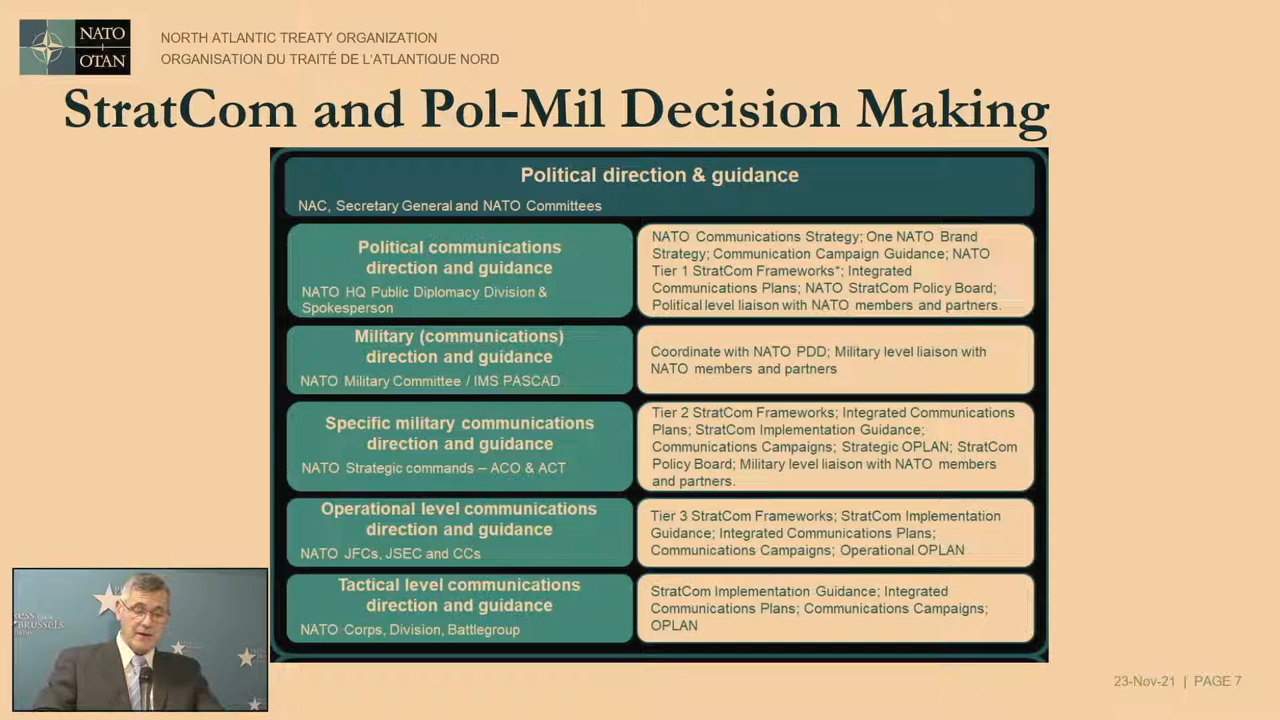 NATO
OTAN
NORTH ATLANTIC TREATY ORGANIZATION
ORGANISATION DU TRAITÉ DE L'ATLANTIQUE NORD
StratCom and Pol-Mil Decision Making
Political direction & guidance
NAC, Secretary General and NATO Committees
Political communications
direction and guidance
NATO HQ Public Diplomacy Division &
Spokesperson
NATO Communications Strategy; One NATO Brand
Strategy; Communication Campaign Guidance; NATO
Tier 1 StratCom Frameworks*; Integrated
Communications Plans; NATO StratCom Policy Board;
Political level liaison with NATO members and partners.
Military (communications)
direction and guidance
NATO Military Committee / IMS PASCAD
Coordinate with NATO PDD; Military level liaison with
NATO members and partners
Specific military communications
direction and guidance
NATO Strategic commands – ACO & ACT
Tier 2 StratCom Frameworks; Integrated Communications
Plans; StratCom Implementation Guidance;
Communications Campaigns; Strategic OPLAN; StratCom
Policy Board; Military level liaison with NATO members
and partners.
Operational level communications
direction and guidance
NATO JFCs, JSEC and CCs
Tier 3 StratCom Frameworks; StratCom Implementation
Guidance; Integrated Communications Plans;
Communications Campaigns; Operational OPLAN
Tactical level communications
direction and guidance
NATO Corps, Division, Battlegroup
StratCom Implementation Guidance; Integrated
Communications Plans; Communications Campaigns;
OPLAN
BRUSSELS
23-Nov-21 | PAGE 7